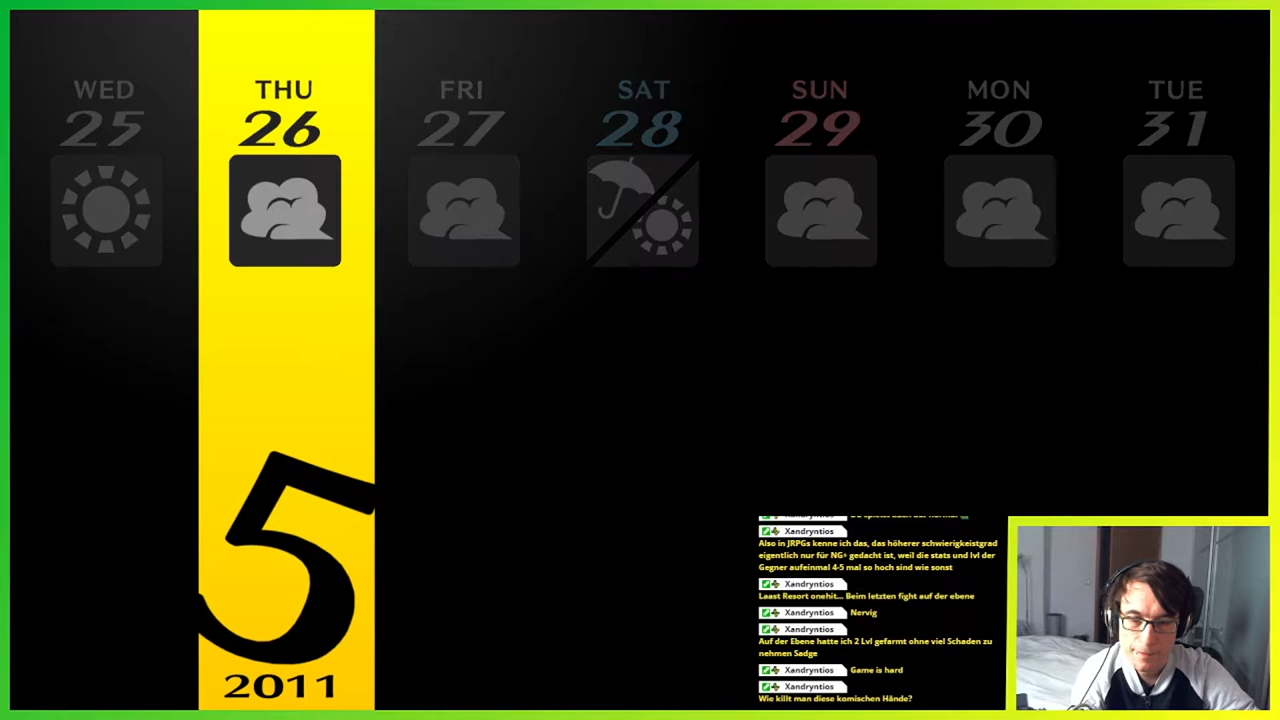 WED
25
THU
26
FRI
27
SAT
28
SUN
29
MON
30
TUE
31
5
2011
Xandryntios
Also in JRPGs kenne ich das, das höherer schwierigkeistgrad
eigentlich nur für NG+ gedacht ist, weil die stats und lvl der
Gegner aufeinmal 4-5 mal so hoch sind wie sonst
Xandryntios
Laast Resort onehit... Beim letzten fight auf der ebene
Xandryntios Nervig
Xandryntios
Auf der Ebene hatte ich 2 Lvl gefarmt ohne viel Schaden zu
nehmen Sadge
Xandryntios Game is hard
Xandryntios
Wie killt man diese komischen Hände?